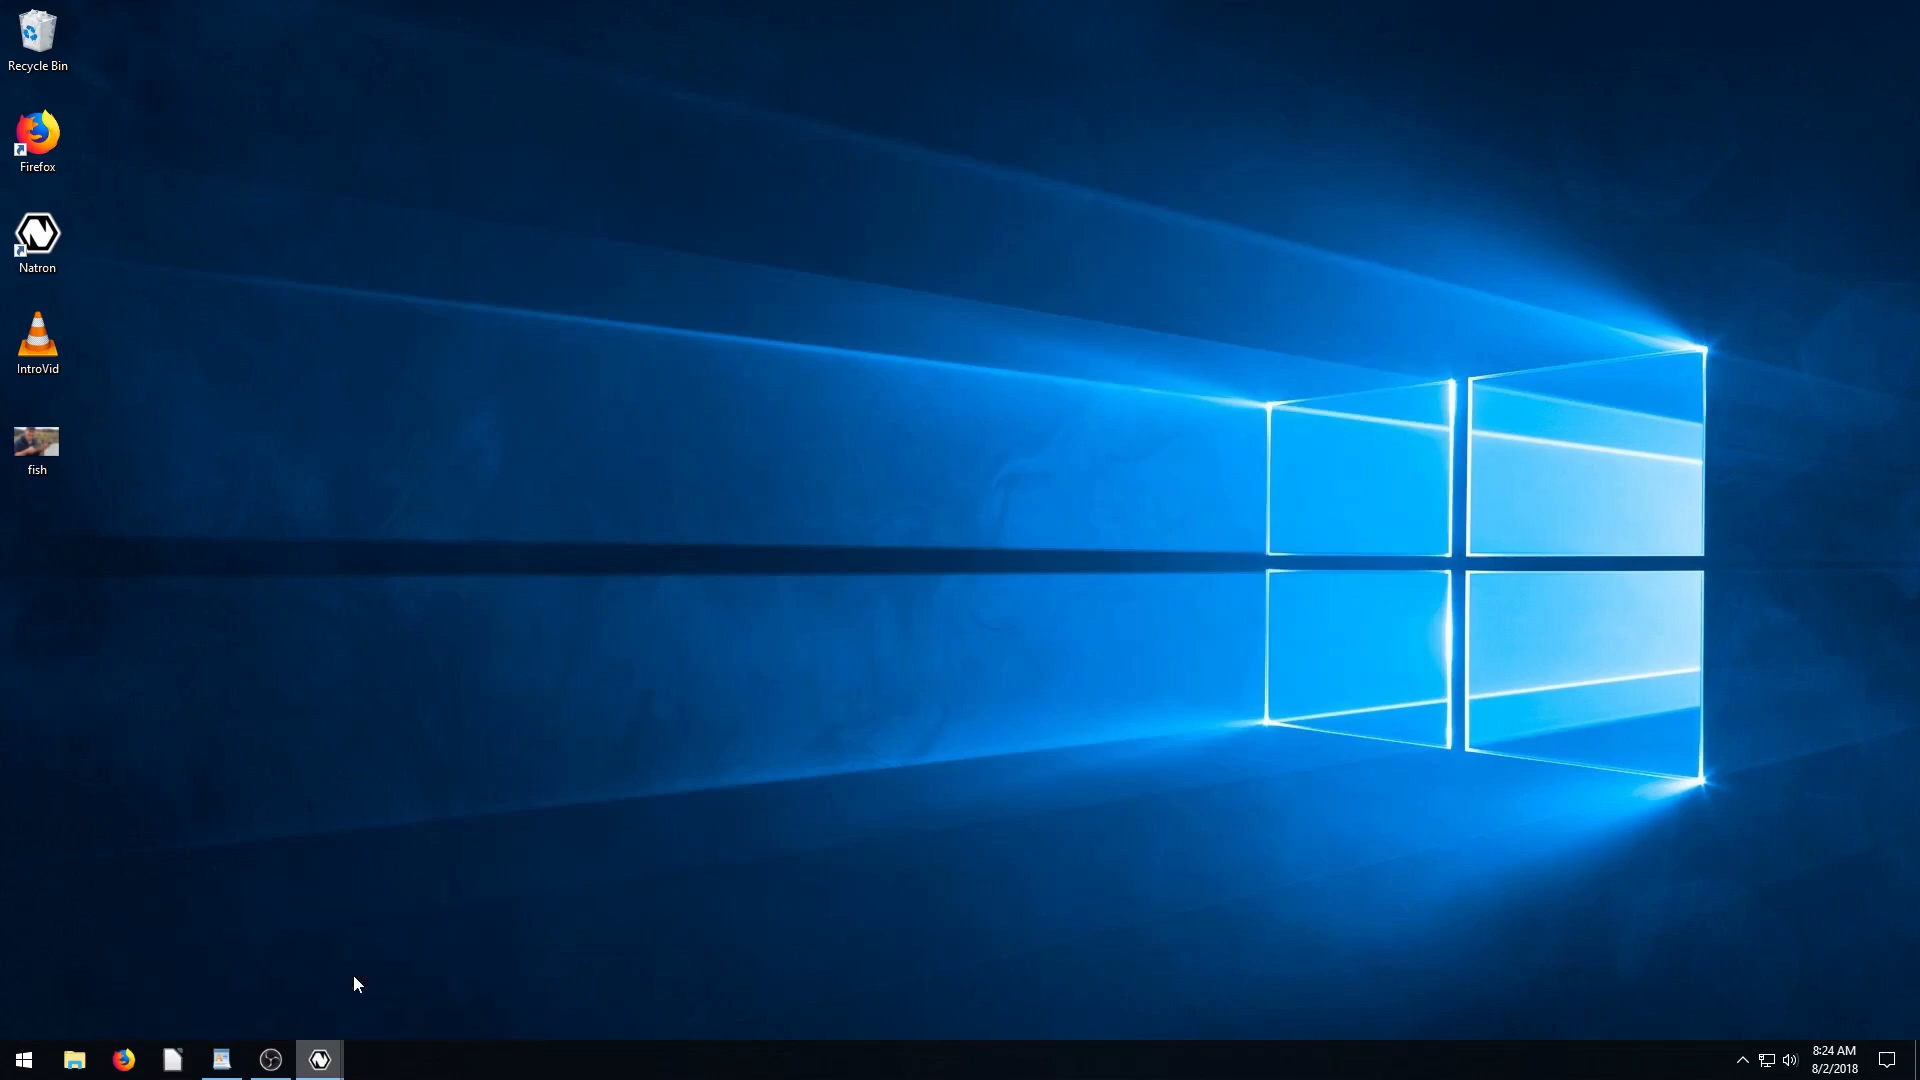 Recycle Bin
Firefox
Natron
IntroVid
fish
8:24 AM
8/2/2018